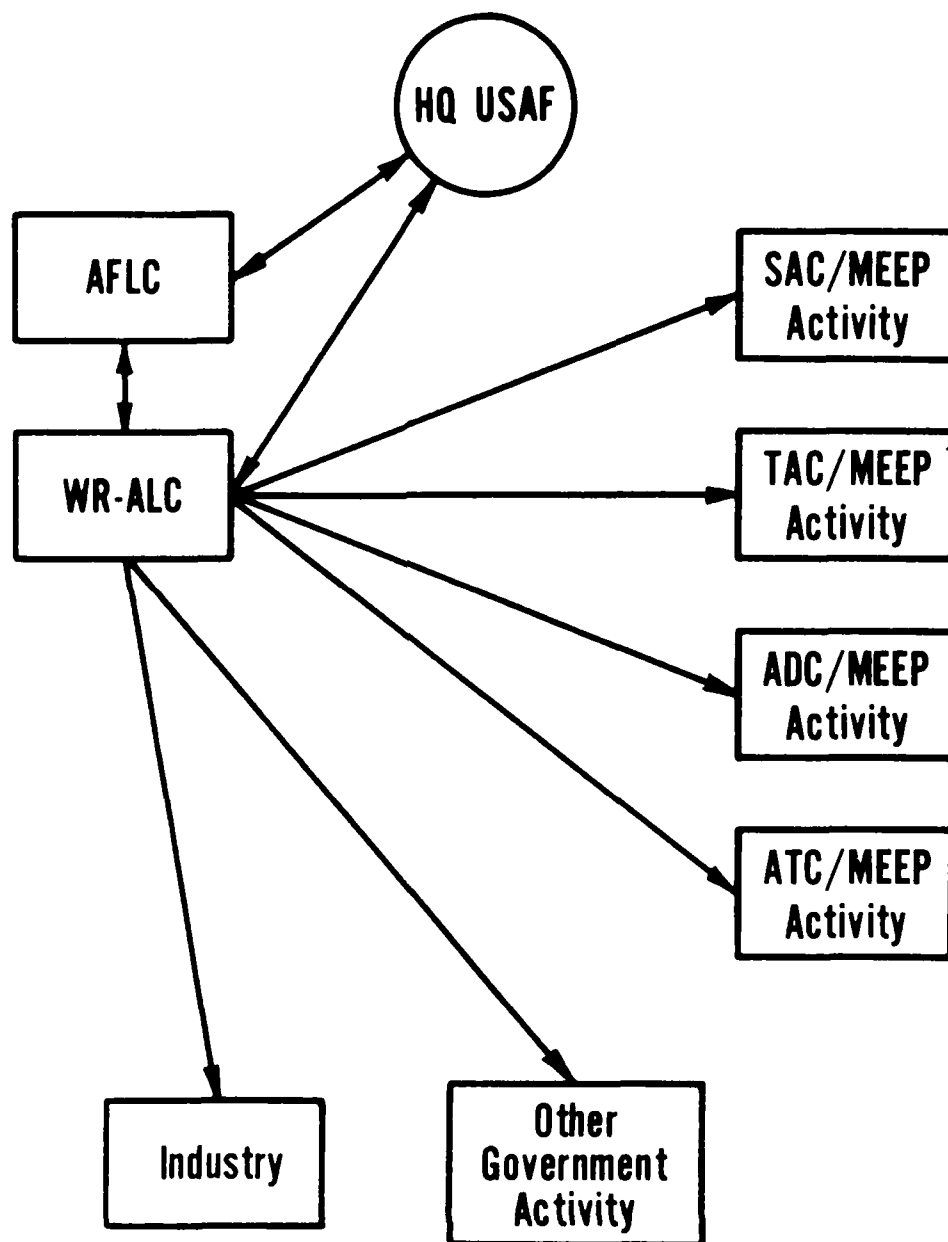 HQ USAF
AFLC
SAC/MEEP
Activity
WR-ALC
TAC/MEEP
Activity
ADC/MEEP
Activity
ATC/MEEP
Activity
Industry
Other
Government
Activity